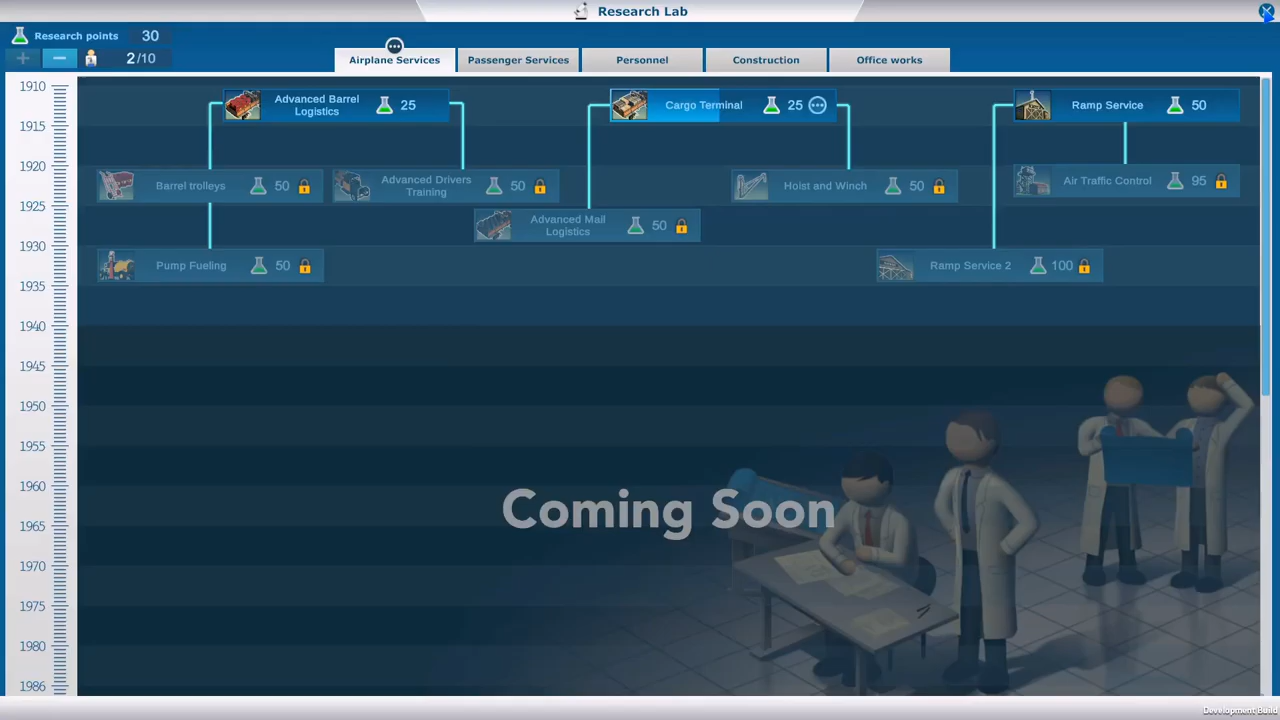 Research Lab
Research points 30
2/10
Airplane Services
Passenger Services
Personnel
Construction
Office works
1910
1915
1920
1925
1930
1935
1940
1945
1950
1955
1960
1965
1970
1975
1980
1986
Advanced Barrel
Logistics
25
Cargo Terminal
25
Ramp Service
50
Barrel trolleys
50
Advanced Drivers
Training
50
Hoist and Winch
50
Air Traffic Control
95
Advanced Mail
Logistics
50
Pump Fueling
50
Ramp Service 2
100
Coming Soon
Development Build